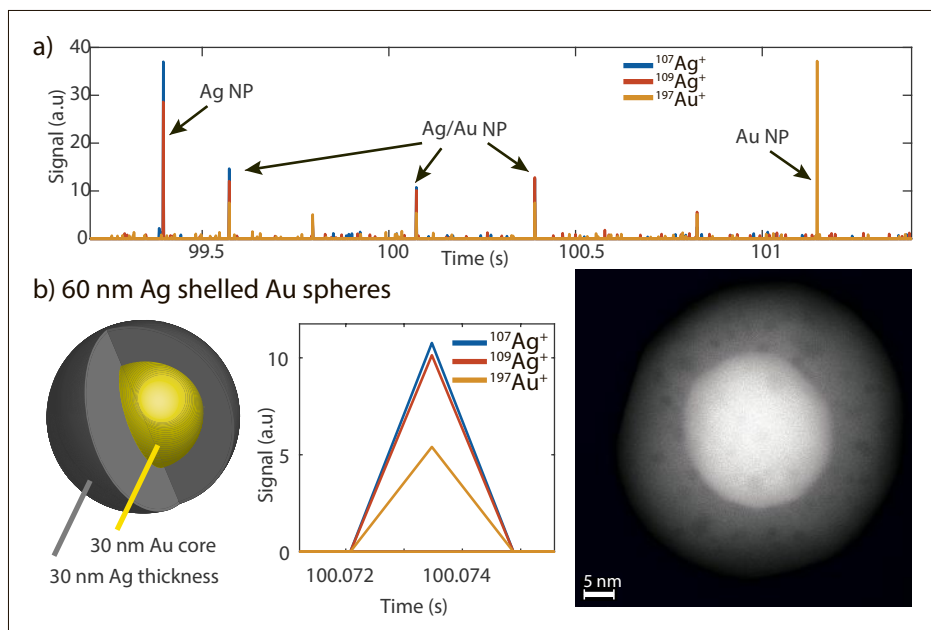 a)
40
30
20
10
0
Signal (a.u)
Ag NP
Ag/Au NP
Au NP
¹⁰⁷Ag⁺
¹⁰⁹Ag⁺
¹⁹⁷Au⁺
99.5
100
100.5
101
Time (s)
b) 60 nm Ag shelled Au spheres
30 nm Au core
30 nm Ag thickness
10
5
0
Signal (a.u)
¹⁰⁷Ag⁺
¹⁰⁹Ag⁺
¹⁹⁷Au⁺
100.072
100.074
Time (s)
5 nm